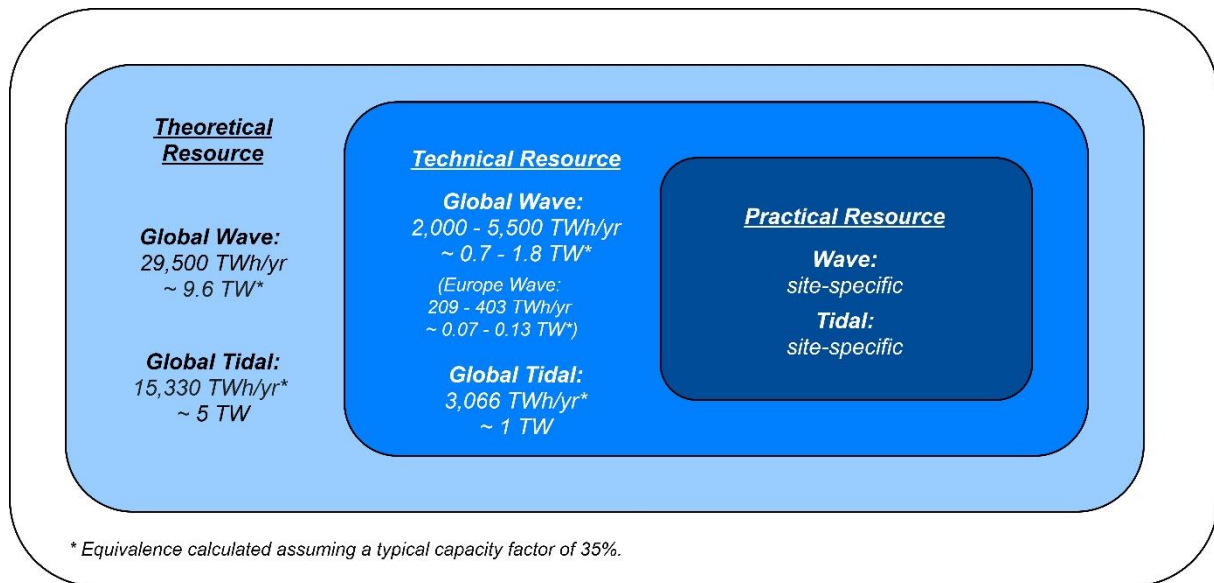 Theoretical
Resource
Global Wave:
29,500 TWh/yr
~ 9.6 TW*
Global Tidal:
15,330 TWh/yr*
~ 5 TW
Technical Resource
Global Wave:
2,000 - 5,500 TWh/yr
~ 0.7 - 1.8 TW*
(Europe Wave:
209 - 403 TWh/yr
~ 0.07 - 0.13 TW*)
Global Tidal:
3,066 TWh/yr*
~ 1 TW
Practical Resource
Wave:
site-specific
Tidal:
site-specific
* Equivalence calculated assuming a typical capacity factor of 35%.